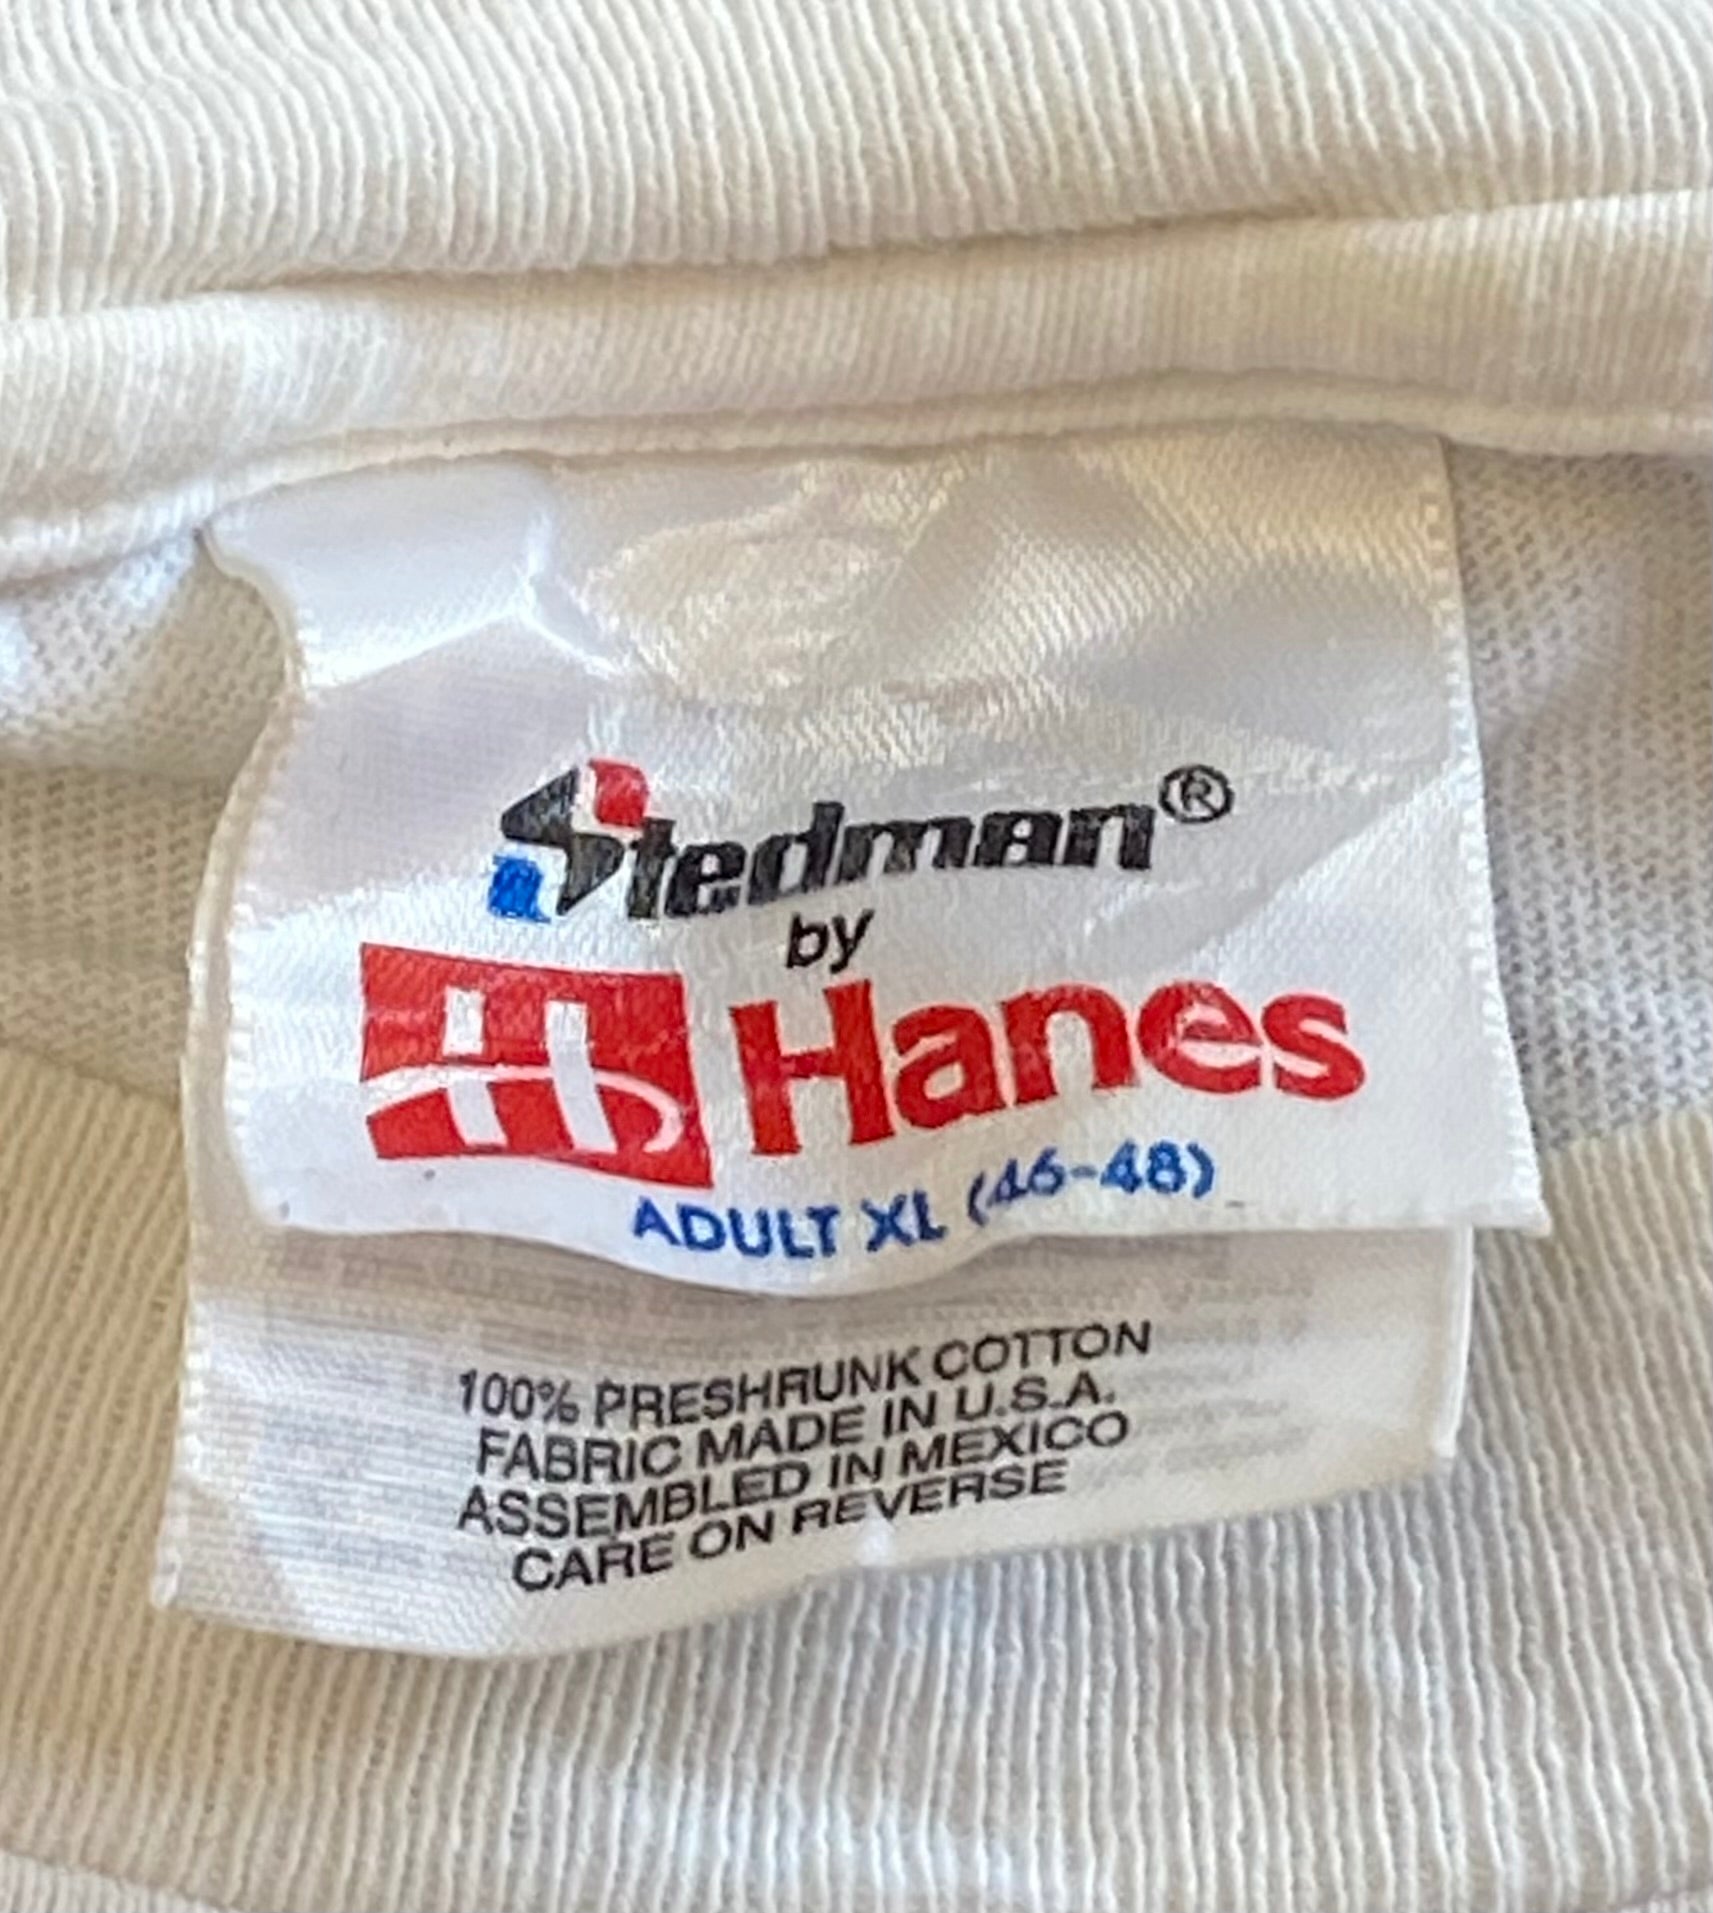 Stedman®
by
Hanes
ADULT XL (46-48)
100% PRESHRUNK COTTON
FABRIC MADE IN U.S.A.
ASSEMBLED IN MEXICO
CARE ON REVERSE